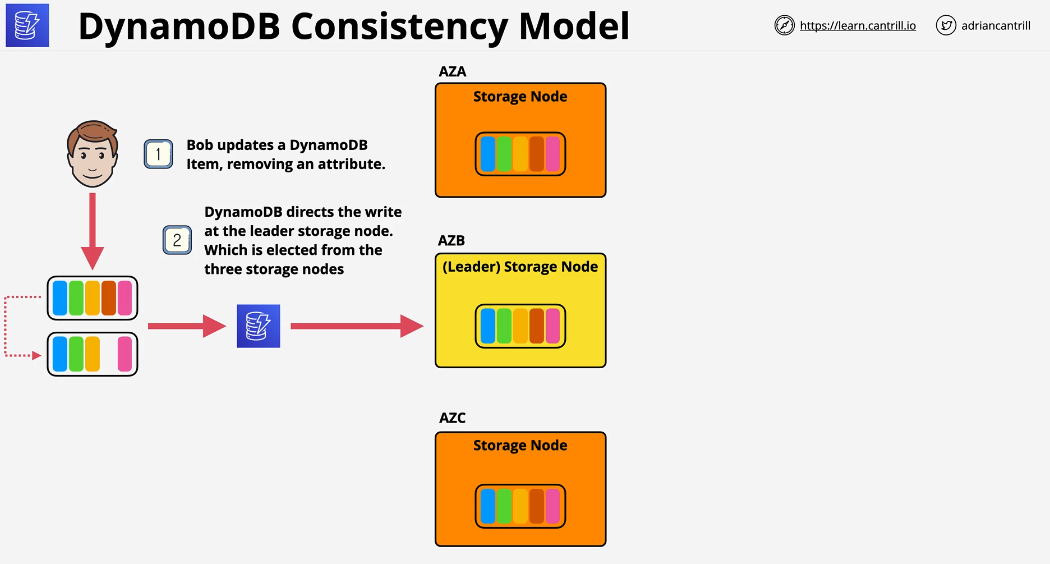 DynamoDB Consistency Model
https://learn.cantrill.io
adriancantrill
AZA
Storage Node
1
Bob updates a DynamoDB
Item, removing an attribute.
2
DynamoDB directs the write
at the leader storage node.
Which is elected from the
three storage nodes
AZB
(Leader) Storage Node
AZC
Storage Node